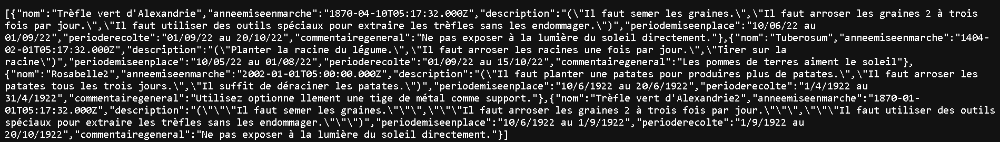 [{"nom":"Trèfle vert d'Alexandrie","anneemiseenmarche":"1870-04-10T05:17:32.000Z","description":"(\"Il faut semer les graines.\",\"Il faut arroser les graines 2 à trois
fois par jour.\",\"Il faut utiliser des outils spéciaux pour extraire les trèfles sans les endommager.\")","periodemiseenplace":"10/06/22 au
01/09/22","perioderecolte":"01/09/22 au 20/10/22","commentairegeneral":"Ne pas exposer à la lumière du soleil directement."},{"nom":"Tuberosum","anneemiseenmarche":"1404-
02-01T05:17:32.000Z","description":"(\"Planter la racine du légume.\",\"Il faut arroser les racines une fois par jour.\",\"Tirer sur la
racine\")","periodemiseenplace":"10/05/22 au 01/08/22","perioderecolte":"01/09/22 au 15/10/22","commentairegeneral":"Les pommes de terres aiment le soleil"},
{"nom":"Rosabelle2","anneemiseenmarche":"2002-01-01T05:00:00.000Z","description":"(\"Il faut planter une patates pour produires plus de patates.\",\"Il faut arroser les
patates tous les trois jours.\",\"Il suffit de déraciner les patates.\")","periodemiseenplace":"10/6/1922 au 20/6/1922","perioderecolte":"1/4/1922 au
31/4/1922","commentairegeneral":"Utilisez optionne llement une tige de métal comme support."},{"nom":"Trèfle vert d'Alexandrie2","anneemiseenmarche":"1870-01-
01T05:17:32.000Z","description":"(\"\"\"Il faut semer les graines.\"\"\",\"\"\"Il faut arroser les graines 2 à trois fois par jour.\"\"\",\"\"\"Il faut utiliser des outils
spéciaux pour extraire les trèfles sans les endommager.\"\"\")","periodemiseenplace":"10/6/1922 au 1/9/1922","perioderecolte":"1/9/1922 au
20/10/1922","commentairegeneral":"Ne pas exposer à la lumière du soleil directement."}]